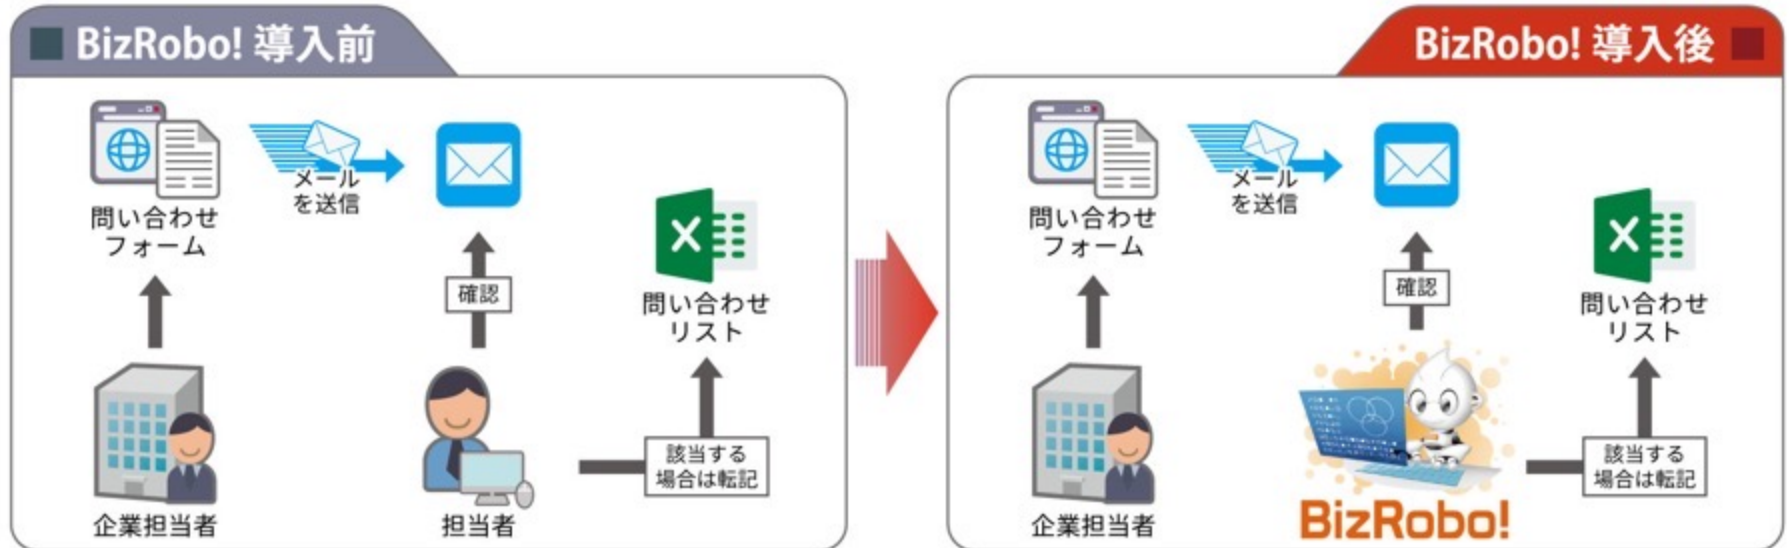 BizRobo! 導入前
問い合わせ
フォーム
メール
を送信
確認
問い合わせ
リスト
該当する
場合は転記
企業担当者
担当者
BizRobo! 導入後
問い合わせ
フォーム
メール
を送信
確認
問い合わせ
リスト
該当する
場合は転記
企業担当者
BizRobo!